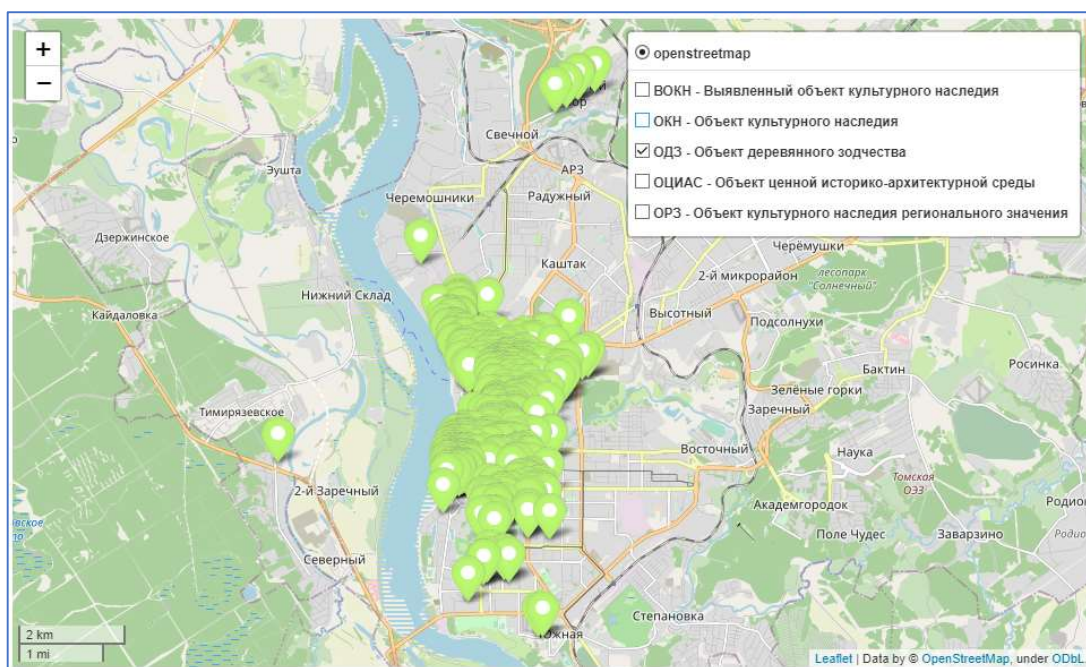 +
−
openstreetmap
ВОКН - Выявленный объект культурного наследия
ОКН - Объект культурного наследия
ОДЗ - Объект деревянного зодчества
ОЦИАС - Объект ценной историко-архитектурной среды
ОРЗ - Объект культурного наследия регионального значения
Свечной
Эушта
АРЗ
Черемошники
Радужный
Дзержинское
Черёмушки
Каштак
2-й микрорайон
лесопарк
"Солнечный"
Нижний Склад
Кайдаловка
Высотный
Подсолнухи
Росинка
Бактин
Зелёные горки
Тимирязевское
Заречный
Восточный
Наука
Томская
ОЭЗ
2-й Заречный
Академгородок
Поле Чудес
Заварзино
Северный
Степановка
Южная
2 km
1 mi
Leaflet | Data by © OpenStreetMap, under ODbL.